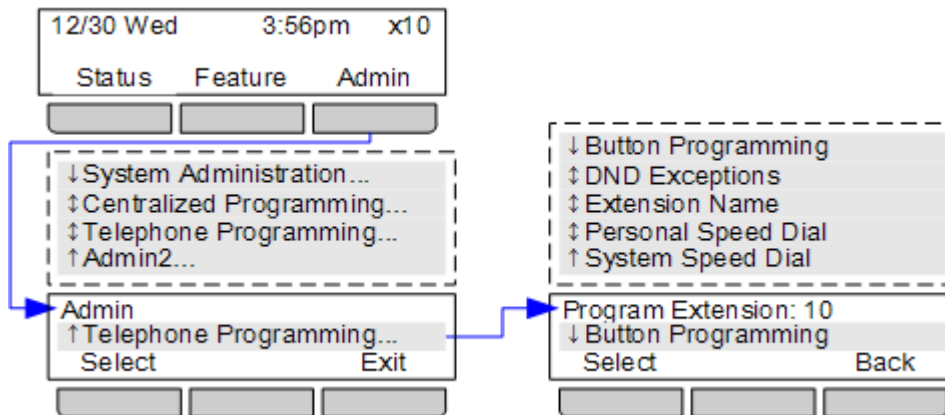 12/30 Wed 3:56pm x10
Status Feature Admin
↓System Administration...
↕Centralized Programming...
↕Telephone Programming...
↑Admin2...
Admin
↑Telephone Programming...
Select Exit
↓Button Programming
↕DND Exceptions
↕Extension Name
↕Personal Speed Dial
↑System Speed Dial
Program Extension: 10
↓Button Programming
Select Back